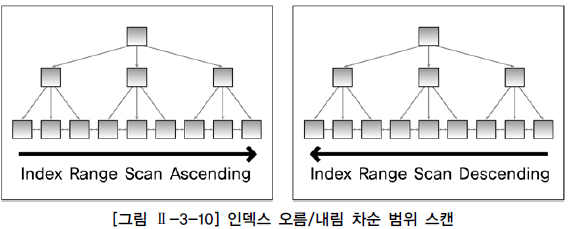 Index Range Scan Ascending
Index Range Scan Descending
[그림 Ⅱ-3-10] 인덱스 오름/내림 차순 범위 스캔